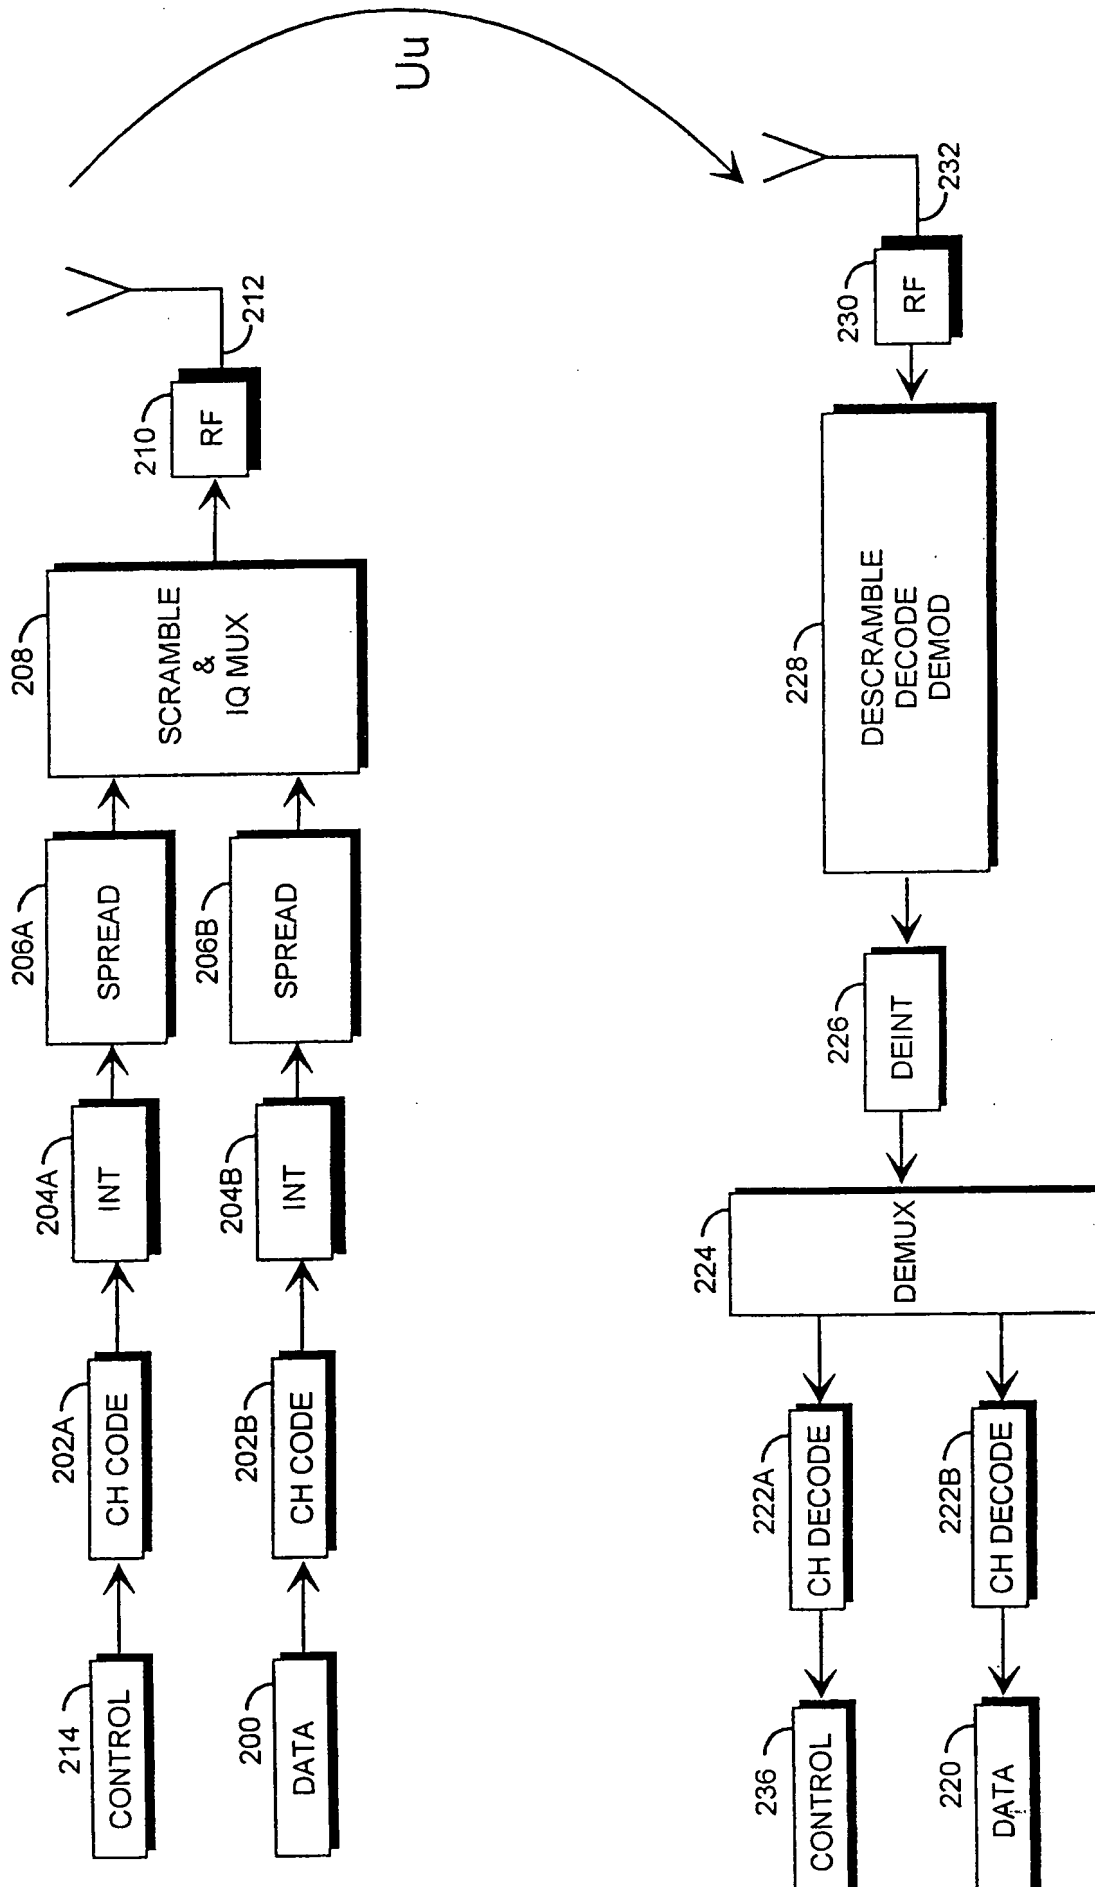 214
CONTROL
202A
CH CODE
204A
INT
206A
SPREAD
208
SCRAMBLE
&
IQ MUX
210
RF
212
Uu
200
DATA
202B
CH CODE
204B
INT
206B
SPREAD
236
CONTROL
222A
CH DECODE
224
DEMUX
226
DEINT
228
DESCRAMBLE
DECODE
DEMOD
230
RF
232
220
DATA
222B
CH DECODE